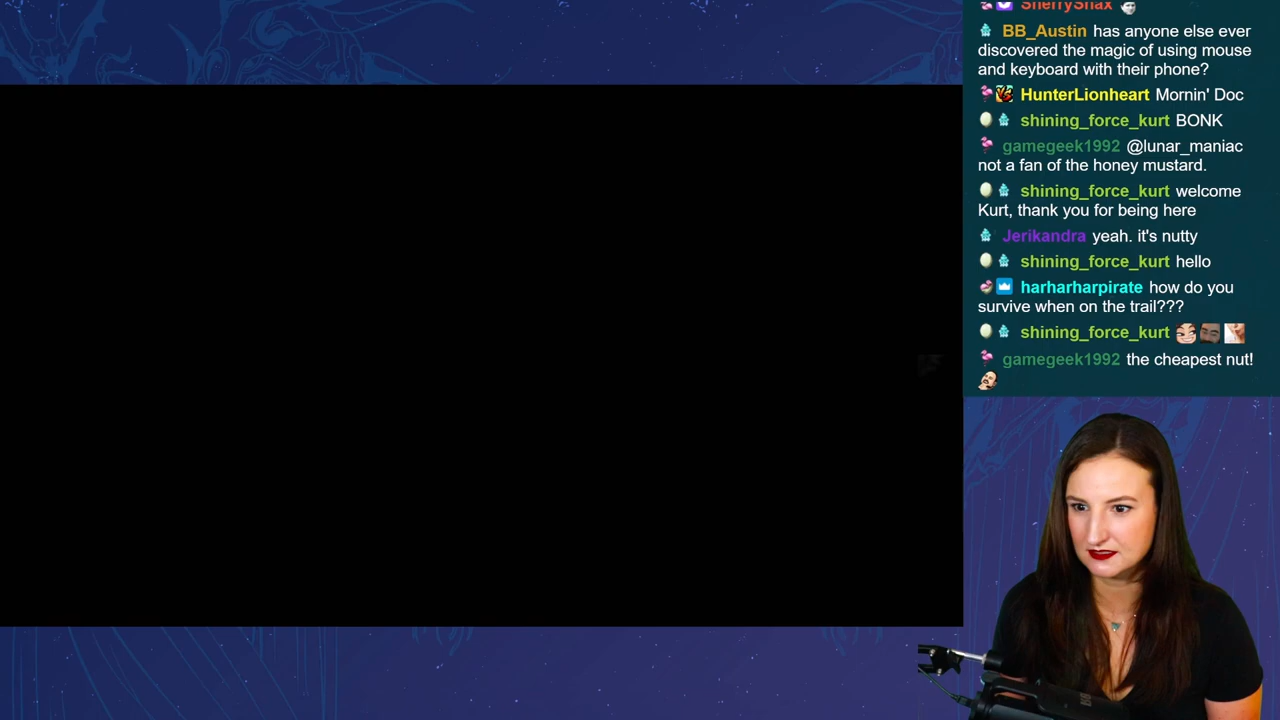 SherryShax
BB_Austin has anyone else ever
discovered the magic of using mouse
and keyboard with their phone?
HunterLionheart Mornin' Doc
shining_force_kurt BONK
gamegeek1992 @lunar_maniac
not a fan of the honey mustard.
shining_force_kurt welcome
Kurt, thank you for being here
Jerikandra yeah. it's nutty
shining_force_kurt hello
harharharpirate how do you
survive when on the trail???
shining_force_kurt
gamegeek1992 the cheapest nut!